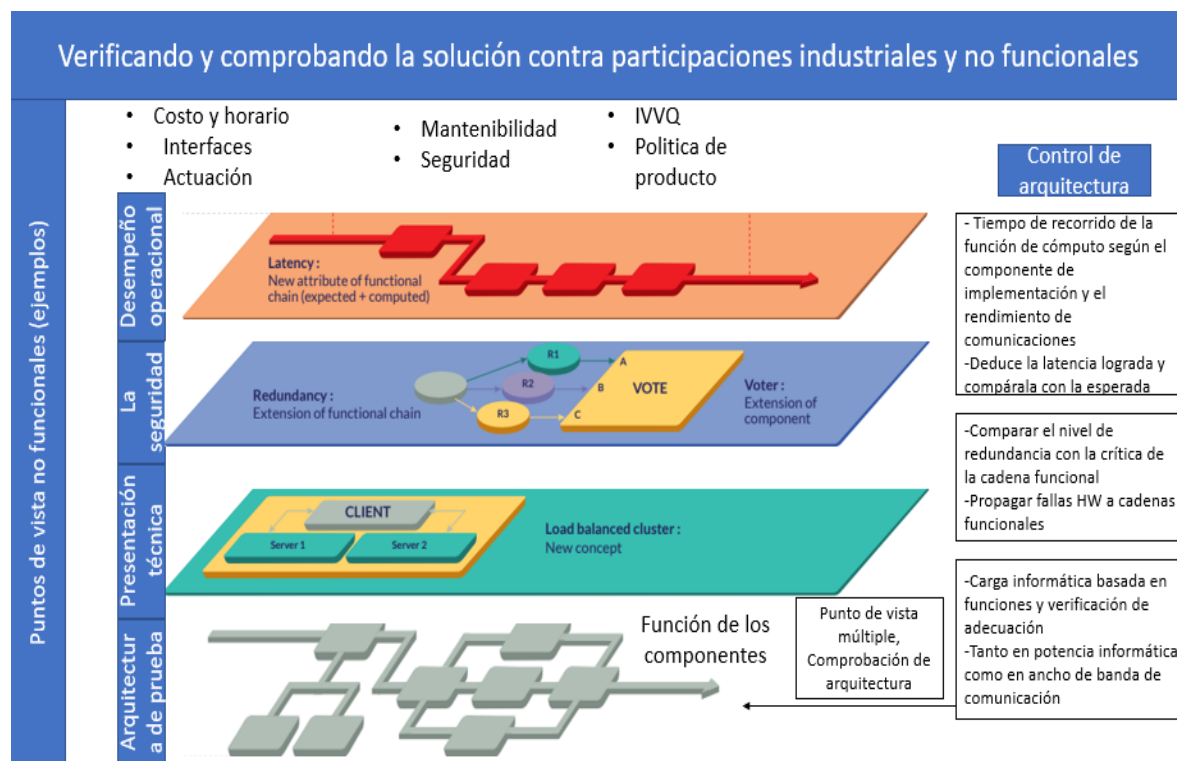 Verificando y comprobando la solución contra participaciones industriales y no funcionales
• Costo y horario
• Interfaces
• Actuación
• Mantenibilidad
• Seguridad
• IVVQ
• Politica de
producto
Control de
arquitectura
Puntos de vista no funcionales (ejemplos)
Desempeño
operacional
Latency :
New attribute of functional
chain (expected + computed)
- Tiempo de recorrido de la
función de cómputo según el
componente de
implementación y el
rendimiento de
comunicaciones
-Deduce la latencia lograda y
compárala con la esperada
La
seguridad
Redundancy :
Extension of functional chain
R1
R2
R3
A
B
C
VOTE
Voter :
Extension of
component
-Comparar el nivel de
redundancia con la crítica de
la cadena funcional
-Propagar fallas HW a cadenas
funcionales
Presentación
técnica
CLIENT
Server 1
Server 2
Load balanced cluster :
New concept
-Carga informática basada en
funciones y verificación de
adecuación
-Tanto en potencia informática
como en ancho de banda de
comunicación
Arquitectur
a de prueba
Función de los
componentes
Punto de vista
múltiple,
Comprobación de
arquitectura